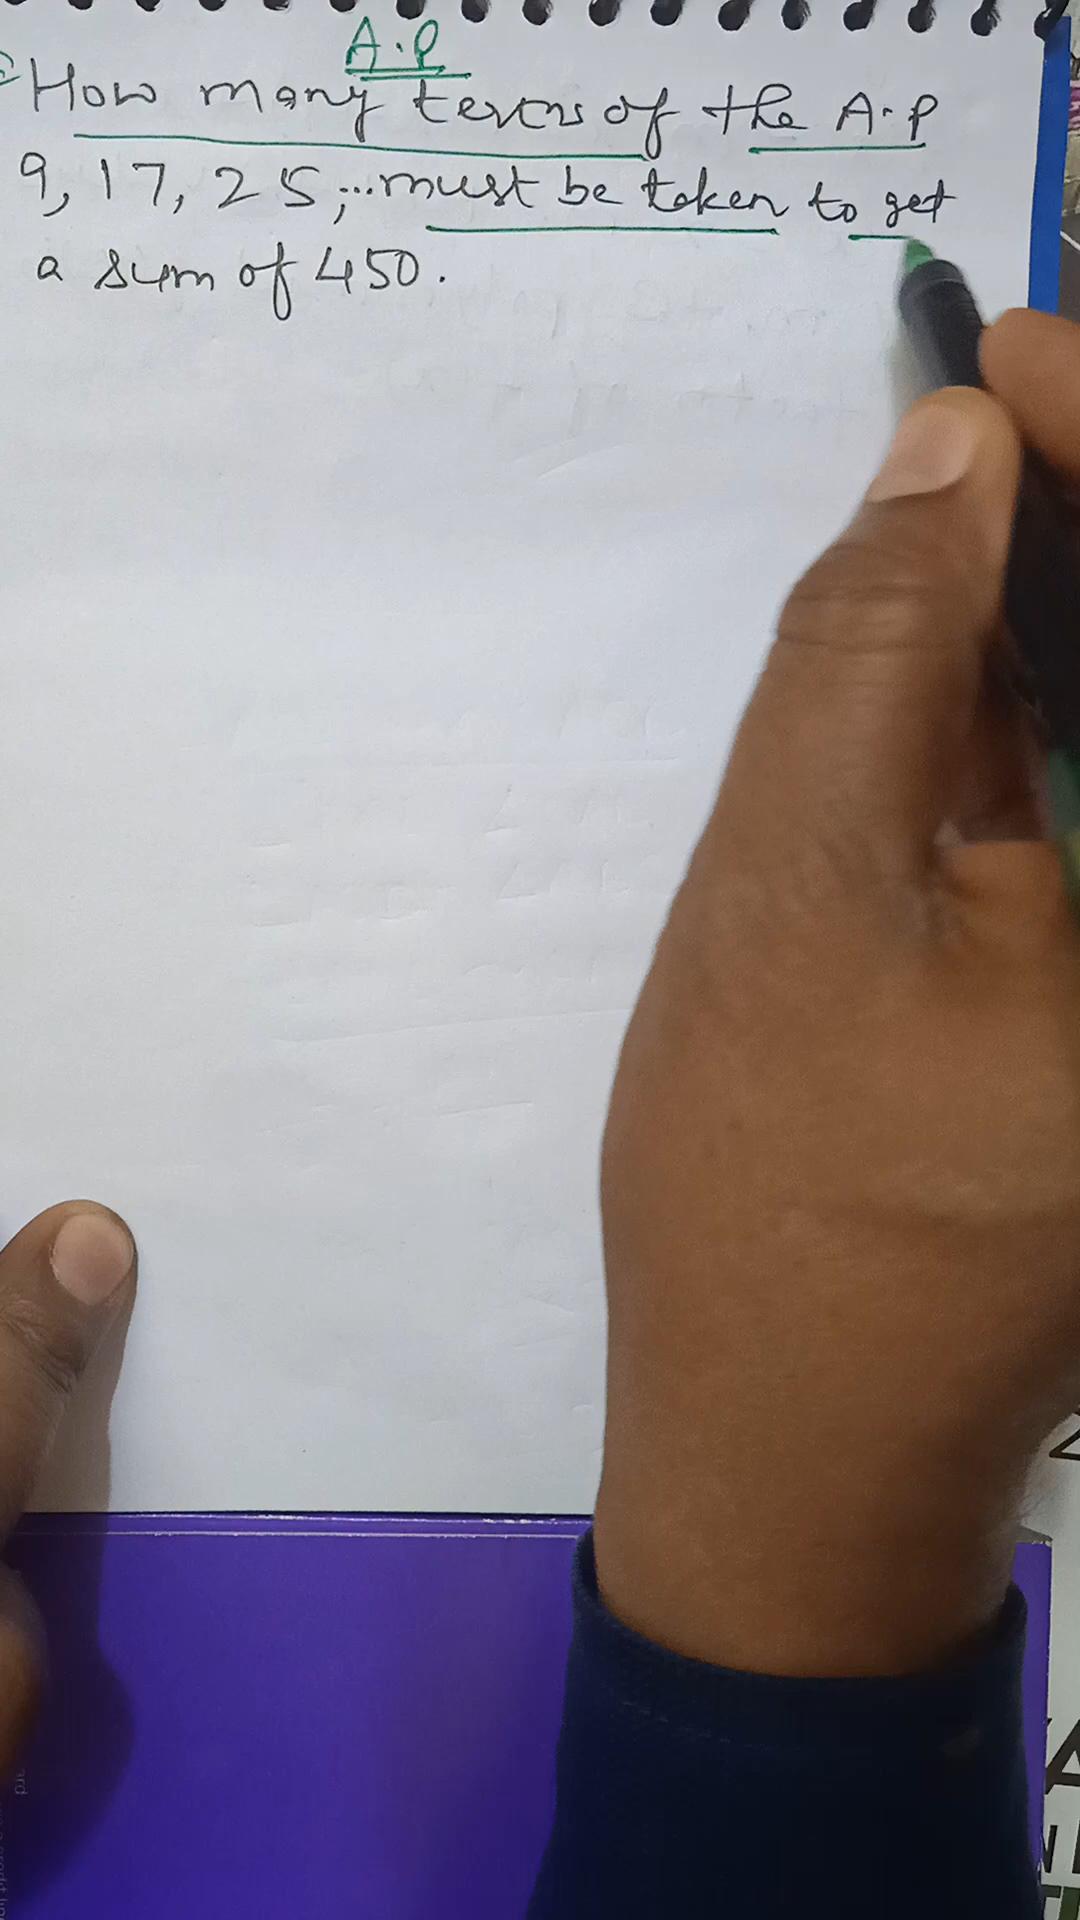 A.P
How many terms of the A.P
9, 17, 25,... must be taken to get
a sum of 450.